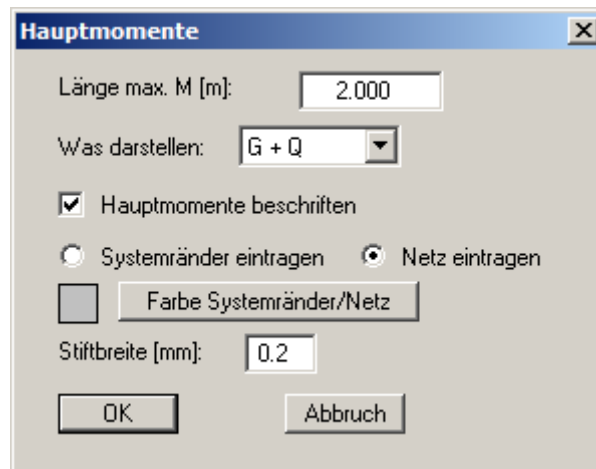 Hauptmomente
Länge max. M [m]: 2.000
Was darstellen: G + Q
Hauptmomente beschriften
Systemränder eintragen Netz eintragen
Farbe Systemränder/Netz
Stiftbreite [mm]: 0.2
OK Abbruch